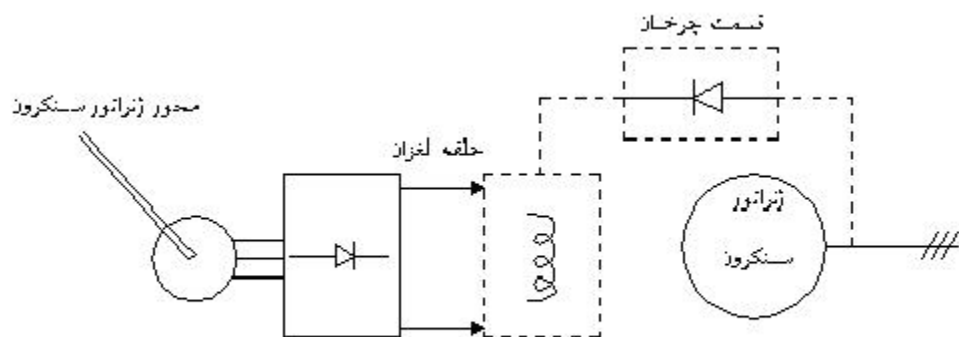 قسمت چرخان
محور ژنراتور سنکرون
حلقه لغزان
ژنراتور
سنکرون